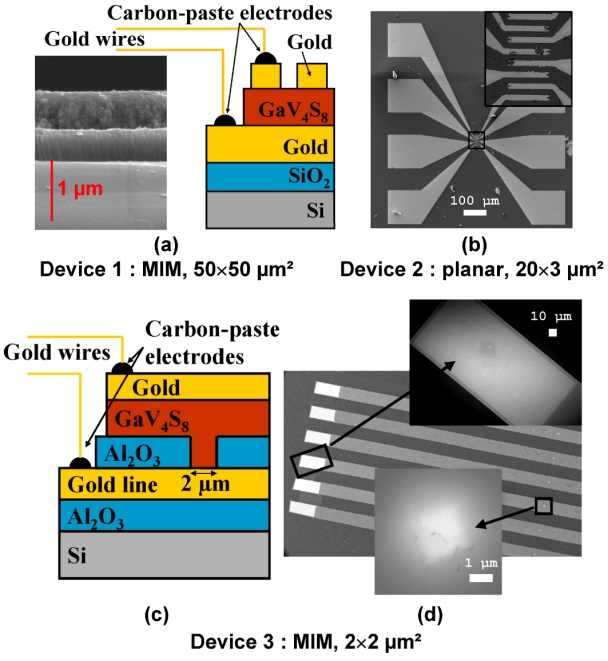 Carbon-paste electrodes
Gold wires
Gold
GaV₄S₈
Gold
SiO₂
Si
1 µm
(a)
Device 1 : MIM, 50×50 µm²
100 µm
(b)
Device 2 : planar, 20×3 µm²
Carbon-paste
electrodes
Gold wires
Gold
GaV₄S₈
Al₂O₃
2 µm
Gold line
Al₂O₃
Si
(c)
10 µm
1 µm
(d)
Device 3 : MIM, 2×2 µm²